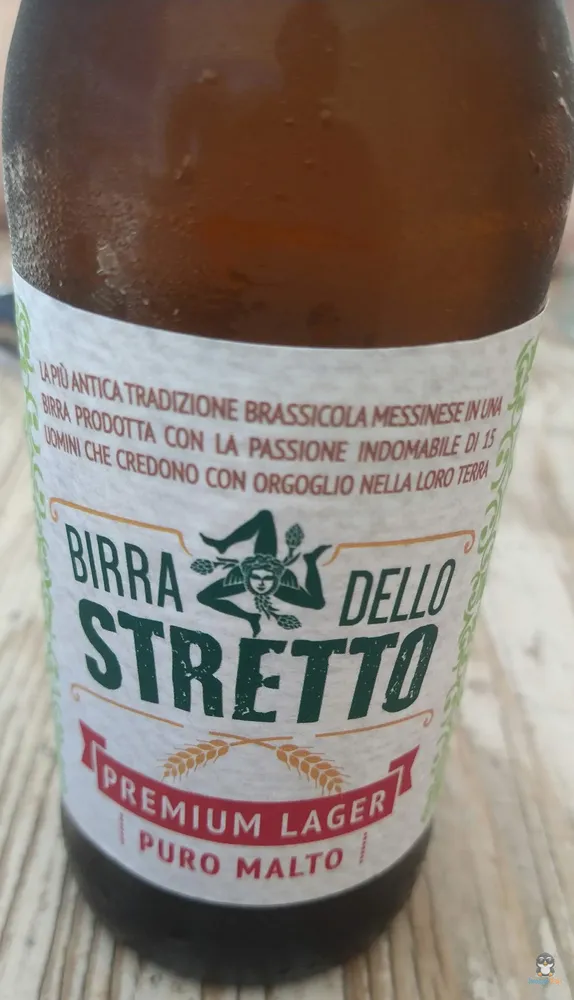 LA PIÙ ANTICA TRADIZIONE BRASSICOLA MESSINESE IN UNA
BIRRA PRODOTTA CON LA PASSIONE INDOMABILE DI 15
UOMINI CHE CREDONO CON ORGOGLIO NELLA LORO TERRA
BIRRA DELLO
STRETTO
PREMIUM LAGER
PURO MALTO